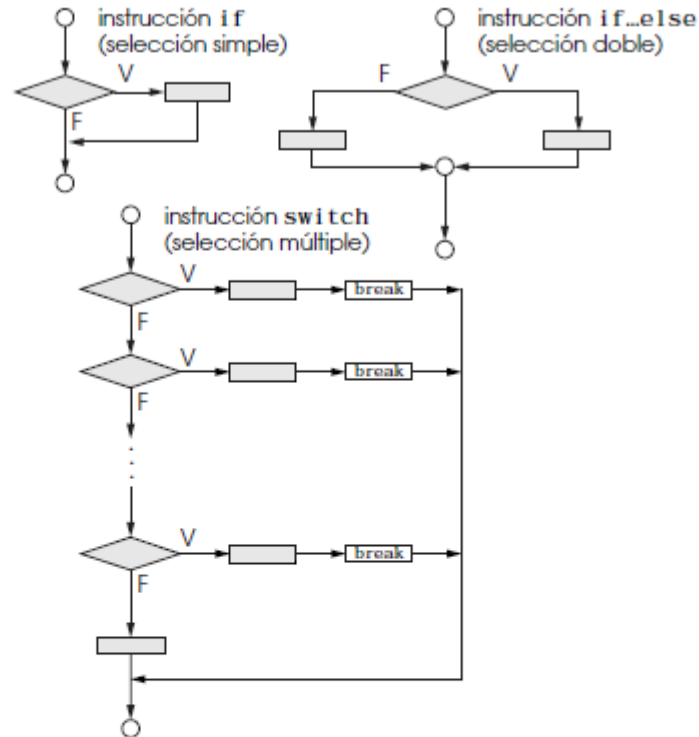 instrucción if
(selección simple)
V
F
instrucción if…else
(selección doble)
F
V
instrucción switch
(selección múltiple)
V
break
F
V
break
F
V
break
F